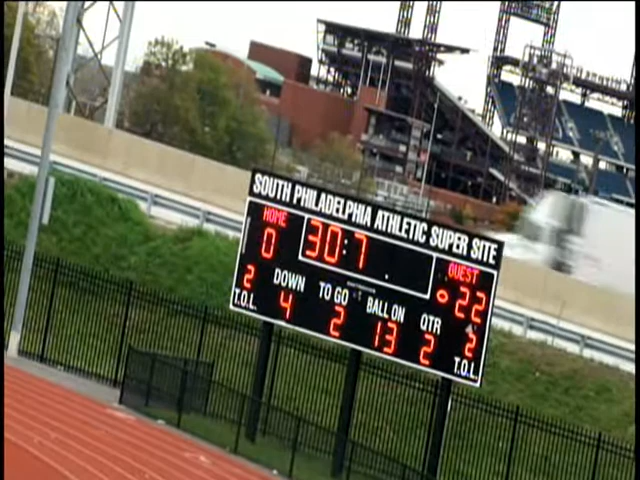 SOUTH PHILADELPHIA ATHLETIC SUPER SITE
HOME 30:7 GUEST
0 22
DOWN TO GO BALL ON QTR
2 4 2 13 2 2
T.O.L. T.O.L.